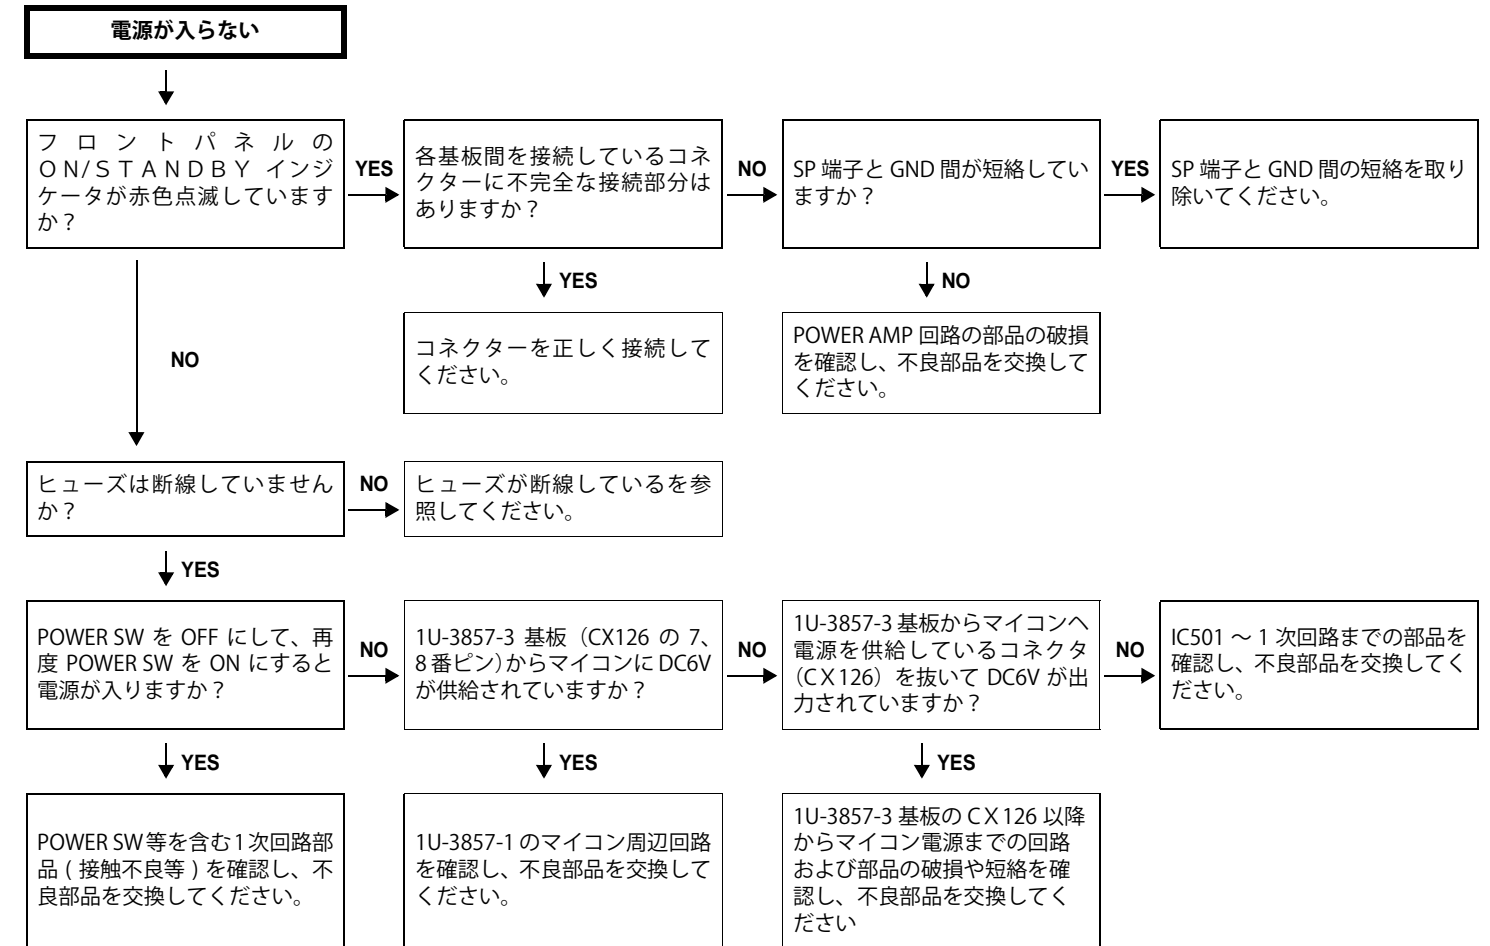 電源が入らない
フロントパネルの
ON/STANDBY インジ
ケータが赤色点滅しています
か？
YES
各基板間を接続しているコネ
クターに不完全な接続部分は
ありますか？
NO
SP 端子と GND 間が短絡してい
ますか？
YES
SP 端子と GND 間の短絡を取り
除いてください。
YES
NO
NO
コネクターを正しく接続して
ください。
POWER AMP 回路の部品の破損
を確認し、不良部品を交換して
ください。
ヒューズは断線していません
か？
NO
ヒューズが断線しているを参
照してください。
YES
POWER SW を OFF にして、再
度 POWER SW を ON にすると
電源が入りますか？
NO
1U-3857-3 基板（CX126 の 7、
8 番ピン）からマイコンに DC6V
が供給されていますか？
NO
1U-3857-3 基板からマイコンへ
電源を供給しているコネクタ
（CX126）を抜いて DC6V が出
力されていますか？
NO
IC501 ～ 1 次回路までの部品を
確認し、不良部品を交換してく
ださい。
YES
YES
YES
POWER SW 等を含む 1 次回路部
品 ( 接触不良等 ) を確認し、不
良部品を交換してください。
1U-3857-1 のマイコン周辺回路
を確認し、不良部品を交換して
ください。
1U-3857-3 基板の CX126 以降
からマイコン電源までの回路
および部品の破損や短絡を確
認し、不良部品を交換してく
ださい